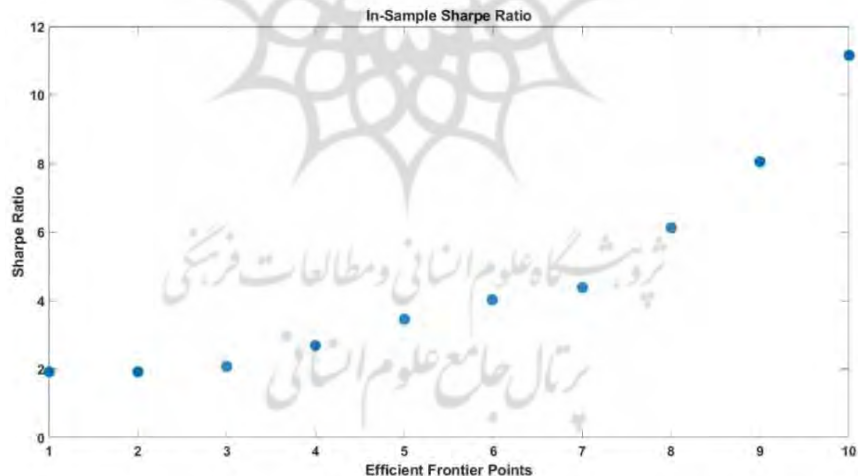 In-Sample Sharpe Ratio
12
10
8
6
4
2
0
Sharpe Ratio
پژوهشگاه علوم انسانی و مطالعات فرهنگی
پرتال جامع علوم انسانی
1 2 3 4 5 6 7 8 9 10
Efficient Frontier Points